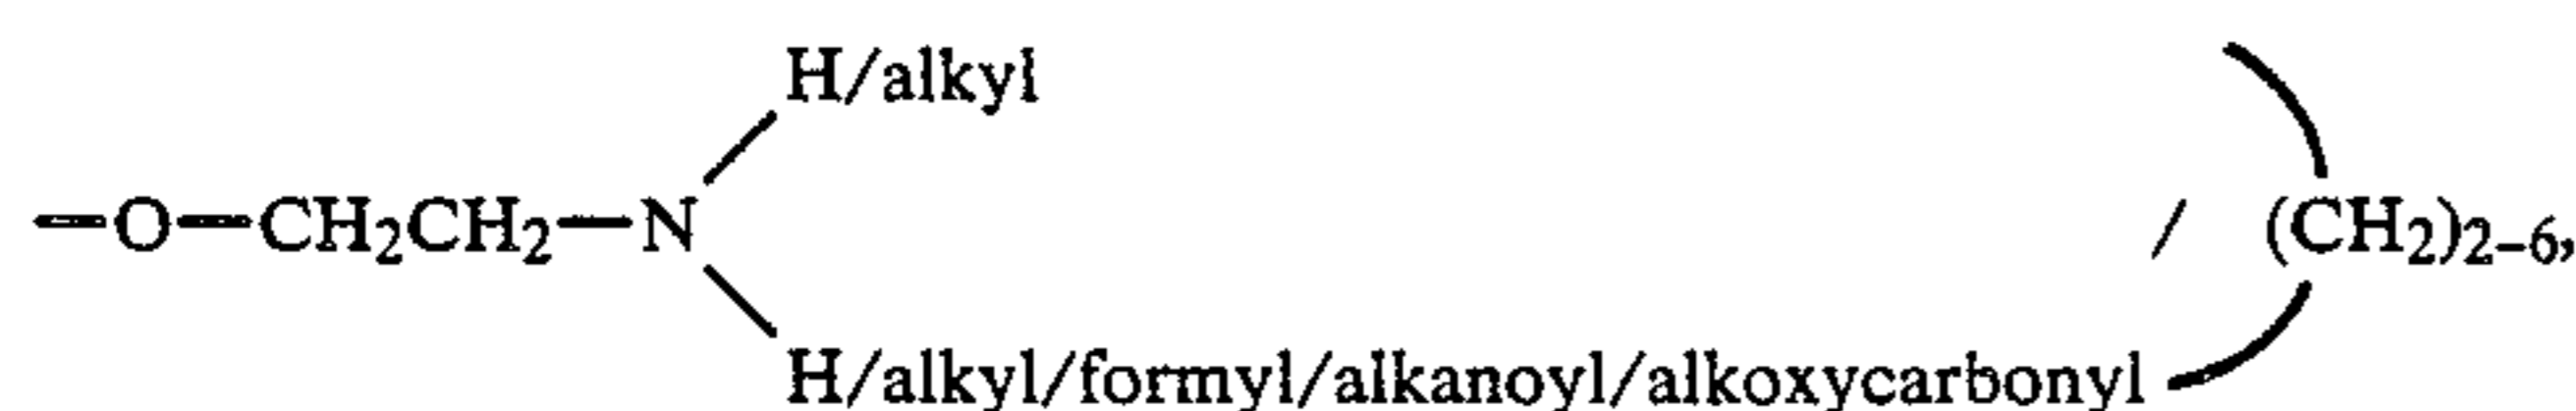 H/alkyl
—O—CH₂CH₂—N / (CH₂)₂₋₆,
H/alkyl/formyl/alkanoyl/alkoxycarbonyl